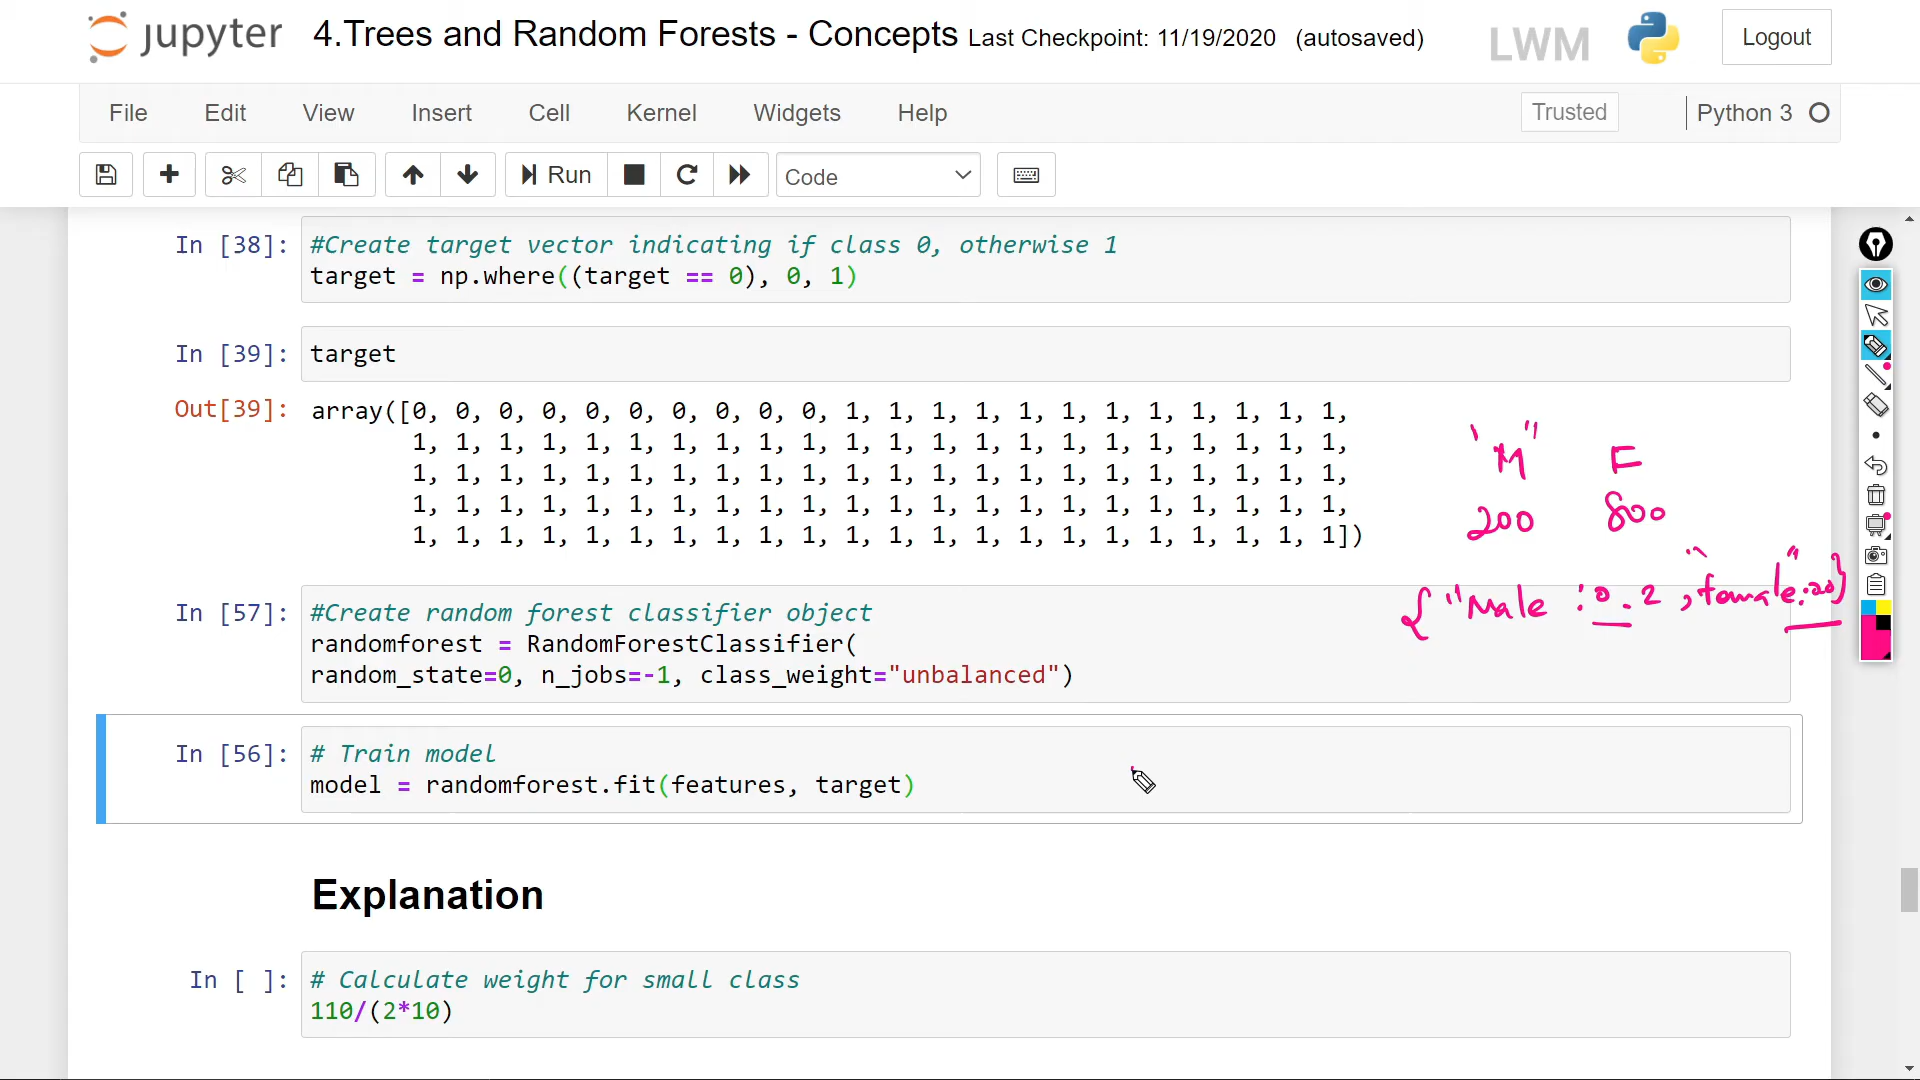 jupyter 4.Trees and Random Forests - Concepts Last Checkpoint: 11/19/2020 (autosaved) LWM Logout
File Edit View Insert Cell Kernel Widgets Help Trusted Python 3
Run Code
In [38]: #Create target vector indicating if class 0, otherwise 1
target = np.where((target == 0), 0, 1)
In [39]: target
Out[39]: array([0, 0, 0, 0, 0, 0, 0, 0, 0, 0, 1, 1, 1, 1, 1, 1, 1, 1, 1, 1, 1, 1,
1, 1, 1, 1, 1, 1, 1, 1, 1, 1, 1, 1, 1, 1, 1, 1, 1, 1, 1, 1, 1, 1,
1, 1, 1, 1, 1, 1, 1, 1, 1, 1, 1, 1, 1, 1, 1, 1, 1, 1, 1, 1, 1, 1,
1, 1, 1, 1, 1, 1, 1, 1, 1, 1, 1, 1, 1, 1, 1, 1, 1, 1, 1, 1, 1, 1,
1, 1, 1, 1, 1, 1, 1, 1, 1, 1, 1, 1, 1, 1, 1, 1, 1, 1, 1, 1, 1, 1])
'M" F
200 800
{"Male :0.2 ,female":
In [57]: #Create random forest classifier object
randomforest = RandomForestClassifier(
random_state=0, n_jobs=-1, class_weight="unbalanced")
In [56]: # Train model
model = randomforest.fit(features, target)
Explanation
In [ ]: # Calculate weight for small class
110/(2*10)